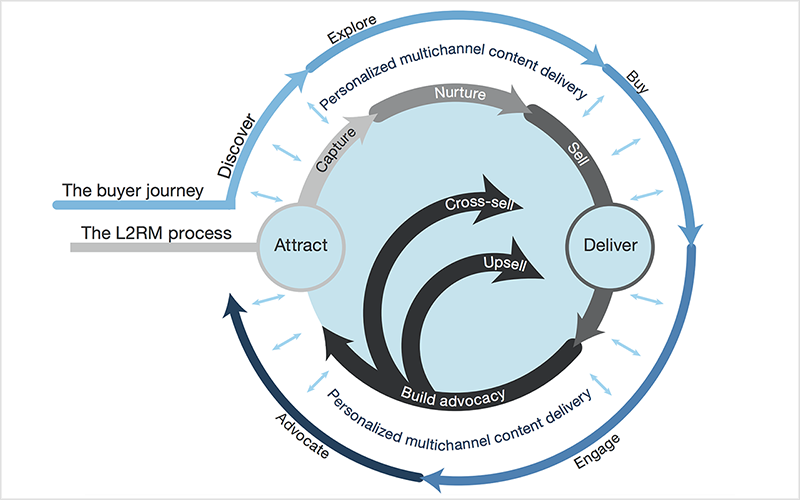 Explore
Personalized multichannel content delivery
Buy
Nurture
Discover
Capture
Sell
The buyer journey
Cross-sell
The L2RM process
Attract
Deliver
Upsell
Build advocacy
Personalized multichannel content delivery
Advocate
Engage